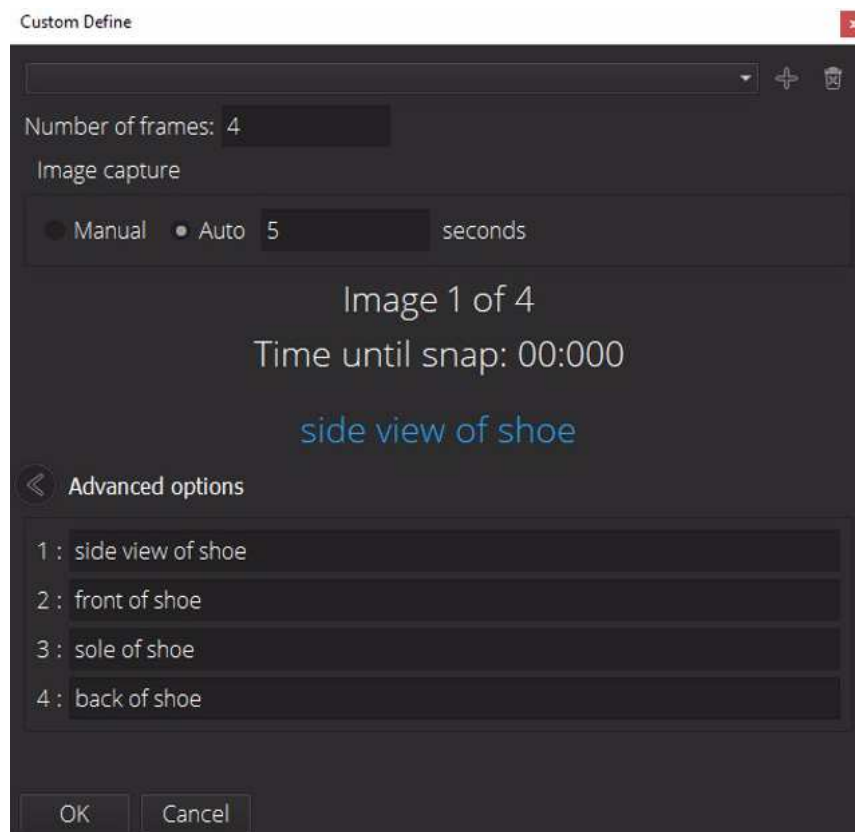 Custom Define
Number of frames: 4
Image capture
Manual Auto 5 seconds
Image 1 of 4
Time until snap: 00:000
side view of shoe
Advanced options
1 : side view of shoe
2 : front of shoe
3 : sole of shoe
4 : back of shoe
OK Cancel